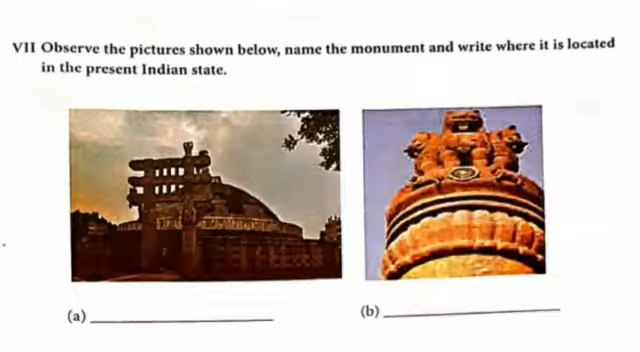 VII Observe the pictures shown below, name the monument and write where it is located
in the present Indian state.
(a)
(b)